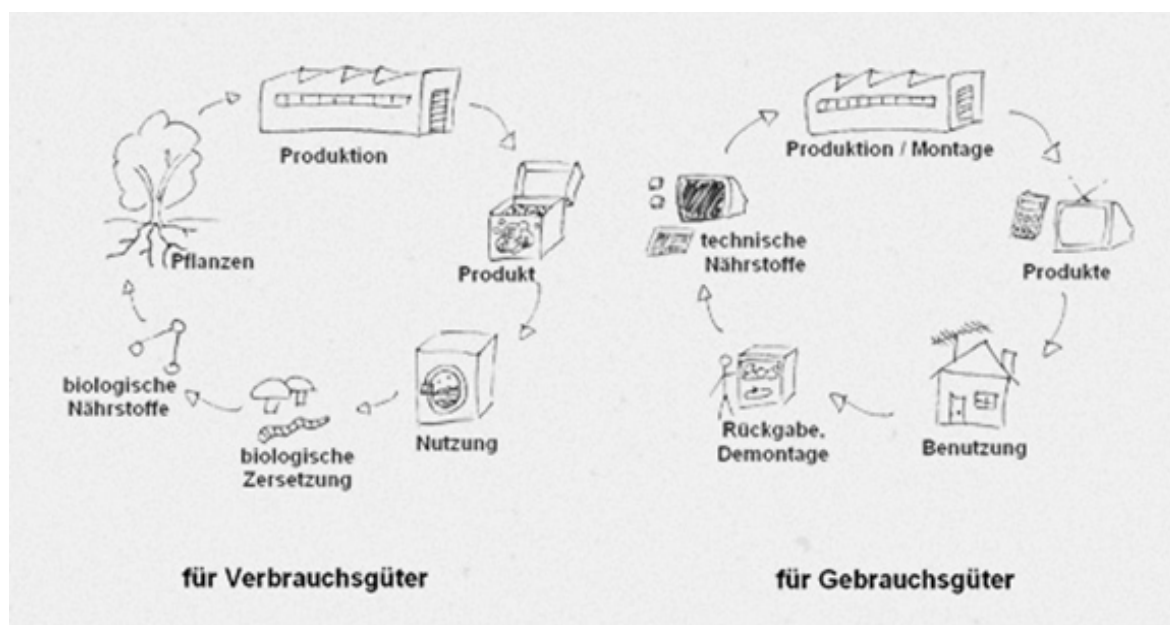 Produktion
Produkt
Nutzung
biologische
Zersetzung
biologische
Nährstoffe
Pflanzen
für Verbrauchsgüter
Produktion / Montage
Produkte
Benutzung
Rückgabe.
Demontage
technische
Nährstoffe
für Gebrauchsgüter